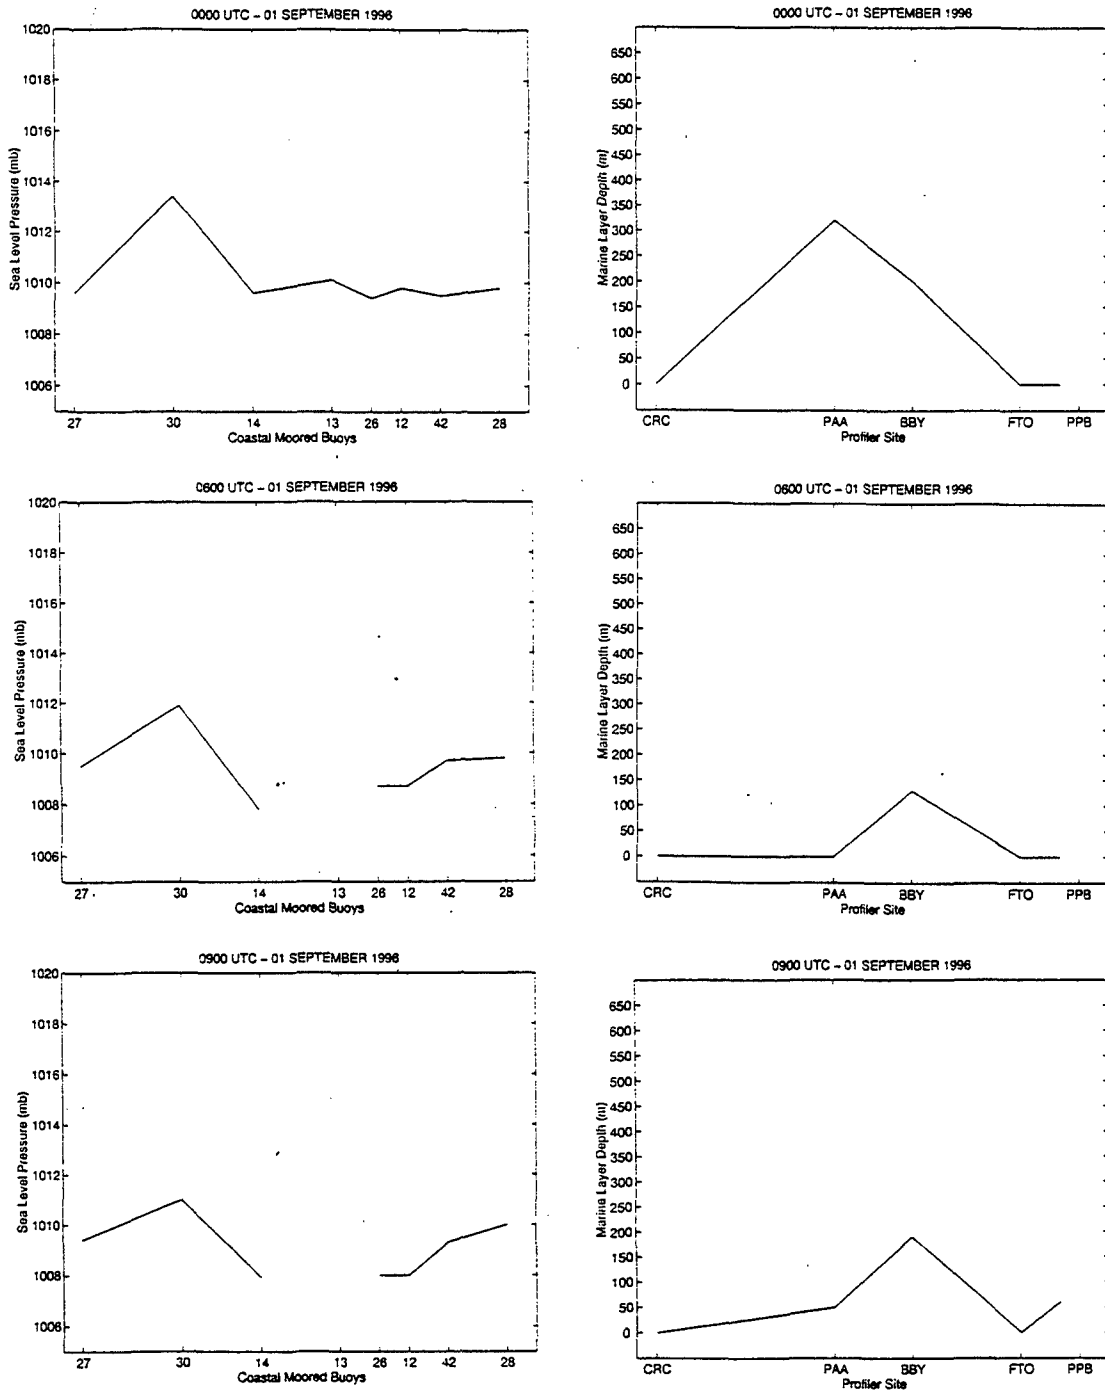 0000 UTC – 01 SEPTEMBER 1996
1020
1018
1016
1014
1012
1010
1008
1006
Sea Level Pressure (mb)
27 30 14 13 26 12 42 28
Coastal Moored Buoys
0000 UTC – 01 SEPTEMBER 1996
650
600
550
500
450
400
350
300
250
200
150
100
50
0
Marine Layer Depth (m)
CRC PAA BBY FTO PPB
Profiler Site
0600 UTC – 01 SEPTEMBER 1996
1020
1018
1016
1014
1012
1010
1008
1006
Sea Level Pressure (mb)
27 30 14 13 26 12 42 28
Coastal Moored Buoys
0600 UTC – 01 SEPTEMBER 1996
650
600
550
500
450
400
350
300
250
200
150
100
50
0
Marine Layer Depth (m)
CRC PAA BBY FTO PPB
Profiler Site
0900 UTC – 01 SEPTEMBER 1996
1020
1018
1016
1014
1012
1010
1008
1006
Sea Level Pressure (mb)
27 30 14 13 26 12 42 28
Coastal Moored Buoys
0900 UTC – 01 SEPTEMBER 1996
650
600
550
500
450
400
350
300
250
200
150
100
50
0
Marine Layer Depth (m)
CRC PAA BBY FTO PPB
Profiler Site